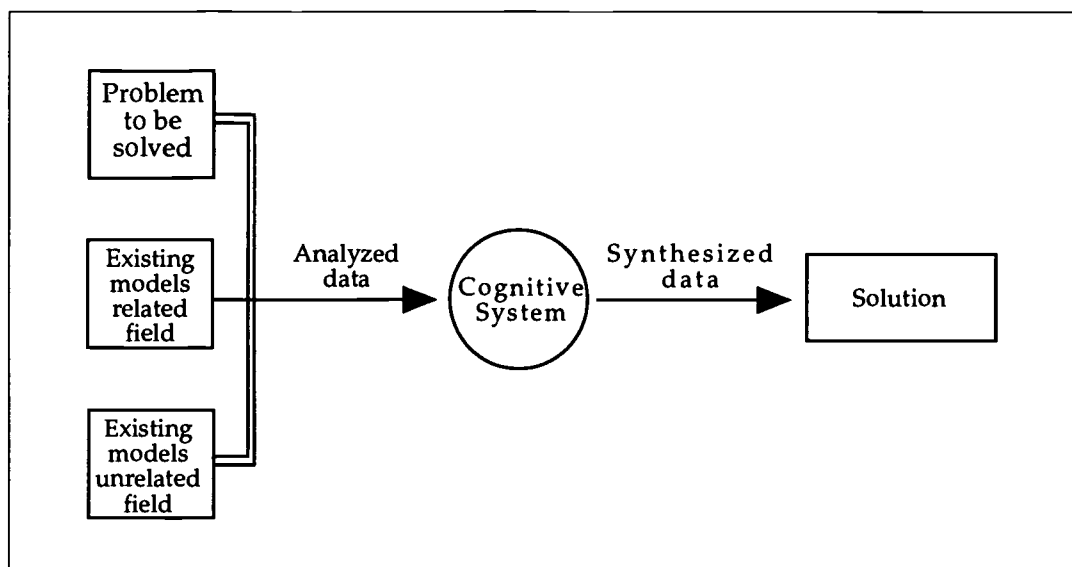 Problem
to be
solved
Existing
models
related
field
Existing
models
unrelated
field
Analyzed
data
Cognitive
System
Synthesized
data
Solution